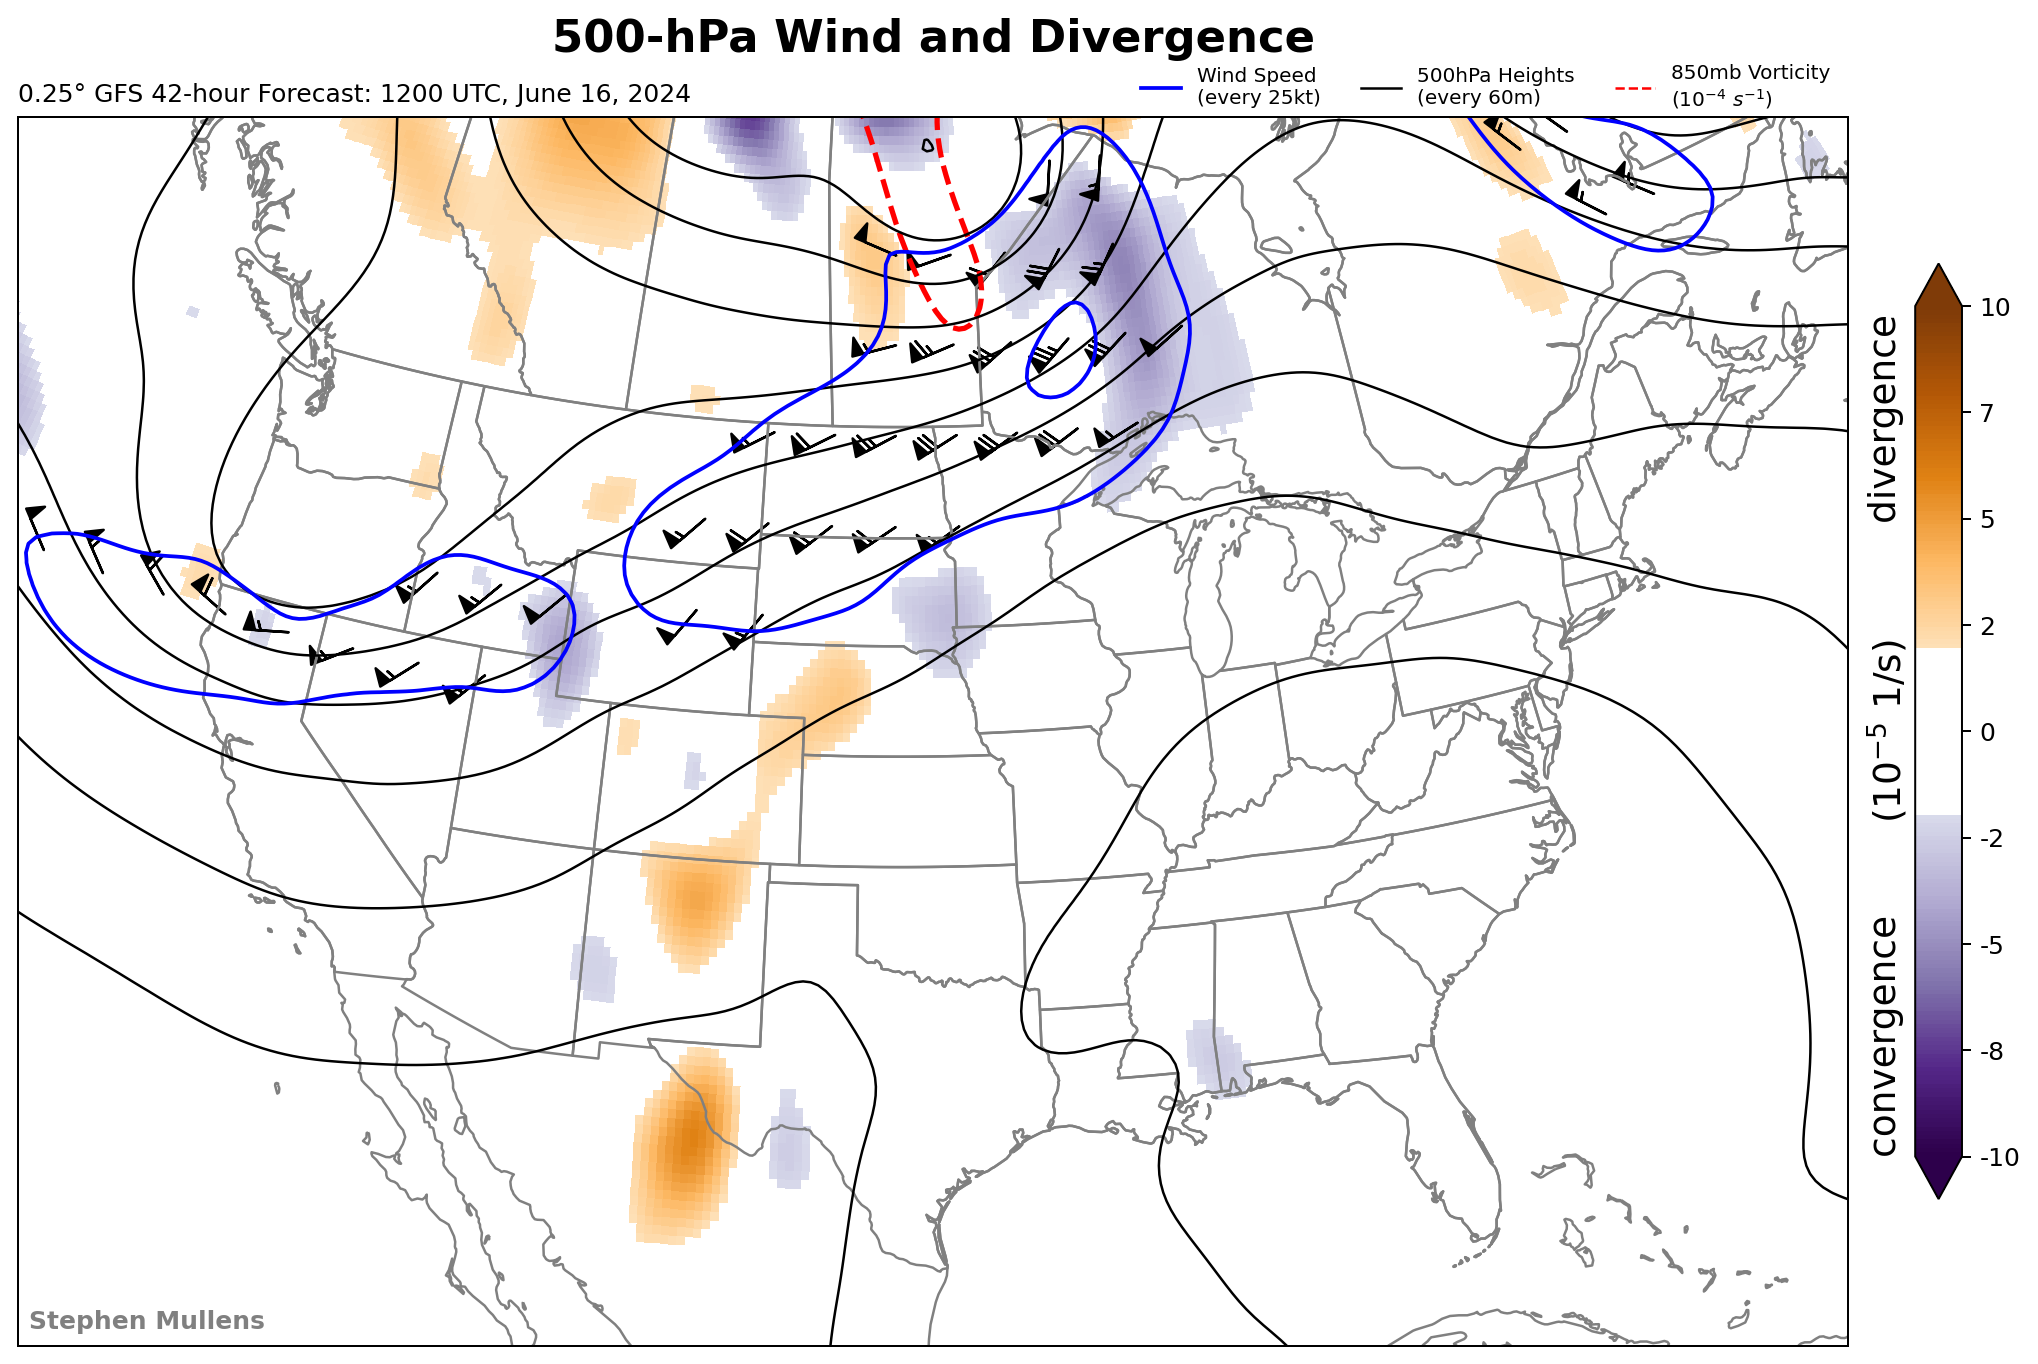 500-hPa Wind and Divergence
0.25° GFS 42-hour Forecast: 1200 UTC, June 16, 2024
Wind Speed
(every 25kt)
500hPa Heights
(every 60m)
850mb Vorticity
(10⁻⁴ s⁻¹)
10
7
5
2
0
-2
-5
-8
-10
convergence (10⁻⁵ 1/s) divergence
Stephen Mullens